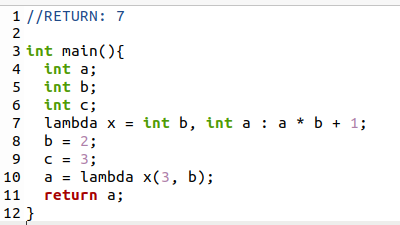 1 //RETURN: 7
2
3 int main(){
4   int a;
5   int b;
6   int c;
7   lambda x = int b, int a : a * b + 1;
8   b = 2;
9   c = 3;
10   a = lambda x(3, b);
11   return a;
12 }